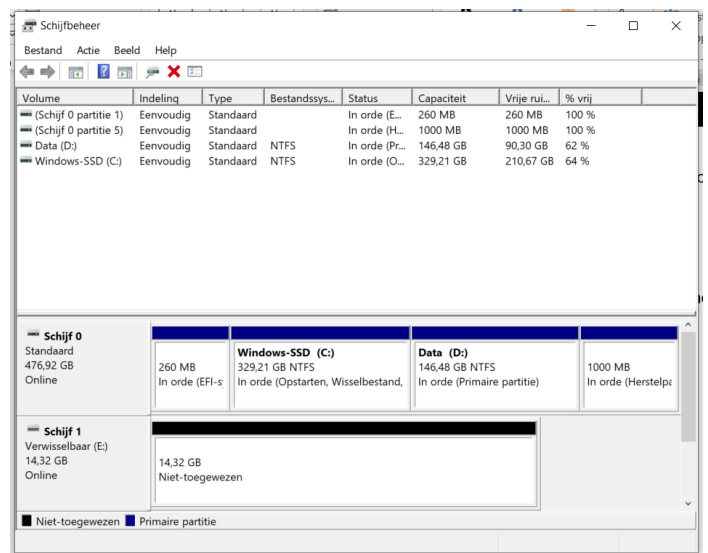 Schijfbeheer
Bestand Actie Beeld Help
Volume Indeling Type Bestandssys... Status Capaciteit Vrije rui... % vrij
(Schijf 0 partitie 1) Eenvoudig Standaard In orde (E... 260 MB 260 MB 100 %
(Schijf 0 partitie 5) Eenvoudig Standaard In orde (H... 1000 MB 1000 MB 100 %
Data (D:) Eenvoudig Standaard NTFS In orde (Pr... 146,48 GB 90,30 GB 62 %
Windows-SSD (C:) Eenvoudig Standaard NTFS In orde (O... 329,21 GB 210,67 GB 64 %
Schijf 0
Standaard
476,92 GB
Online
260 MB
In orde (EFI-s
Windows-SSD (C:)
329,21 GB NTFS
In orde (Opstarten, Wisselbestand,
Data (D:)
146,48 GB NTFS
In orde (Primaire partitie)
1000 MB
In orde (Herstelpa
Schijf 1
Verwisselbaar (E:)
14,32 GB
Online
14,32 GB
Niet-toegewezen
Niet-toegewezen Primaire partitie